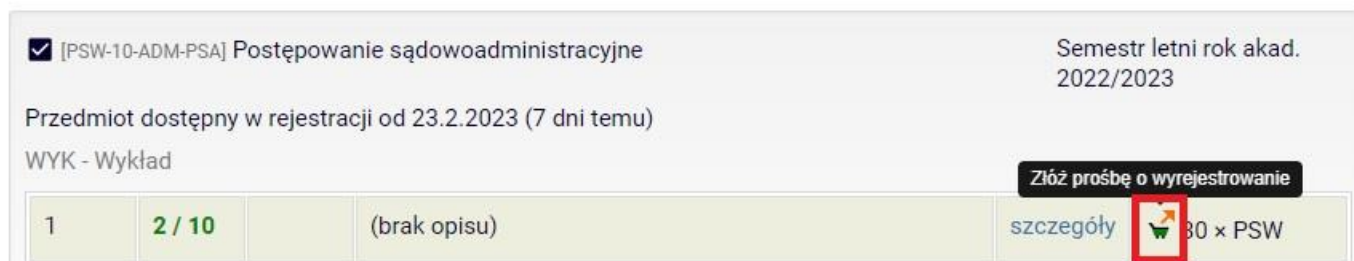 [PSW-10-ADM-PSA] Postępowanie sądowoadministracyjne
Semestr letni rok akad.
2022/2023
Przedmiot dostępny w rejestracji od 23.2.2023 (7 dni temu)
WYK - Wykład
Złóż prośbę o wyrejestrowanie
1 2 / 10 (brak opisu) szczegóły 30 × PSW